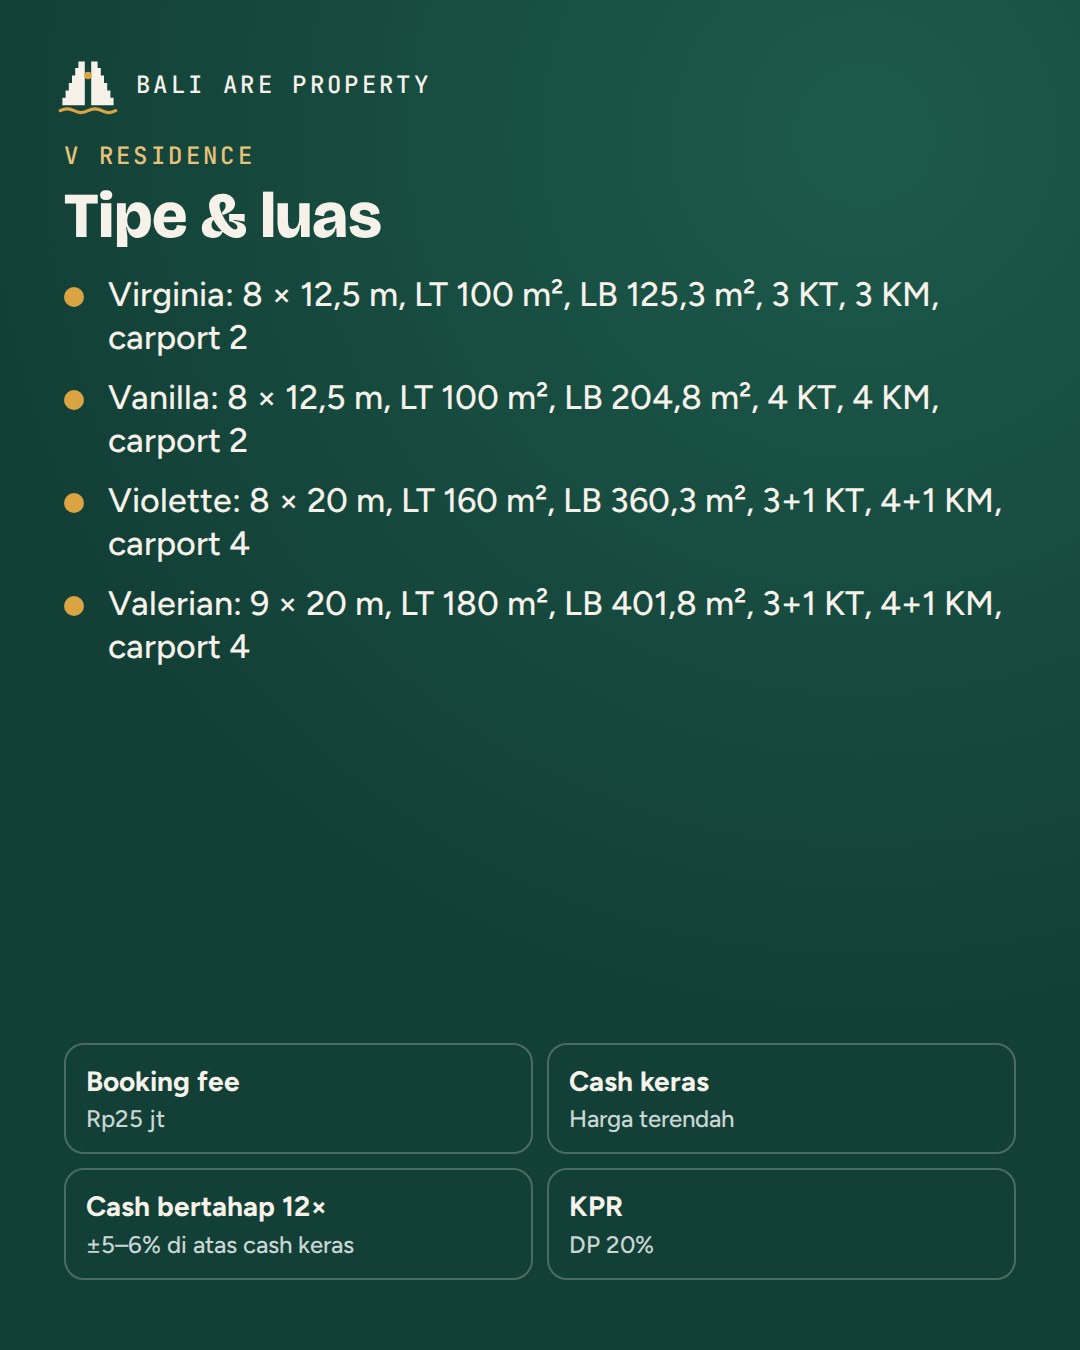 BALI ARE PROPERTY
V RESIDENCE
Tipe & luas
Virginia: 8 × 12,5 m, LT 100 m², LB 125,3 m², 3 KT, 3 KM,
carport 2
Vanilla: 8 × 12,5 m, LT 100 m², LB 204,8 m², 4 KT, 4 KM,
carport 2
Violette: 8 × 20 m, LT 160 m², LB 360,3 m², 3+1 KT, 4+1 KM,
carport 4
Valerian: 9 × 20 m, LT 180 m², LB 401,8 m², 3+1 KT, 4+1 KM,
carport 4
Booking fee
Rp25 jt
Cash keras
Harga terendah
Cash bertahap 12×
±5–6% di atas cash keras
KPR
DP 20%